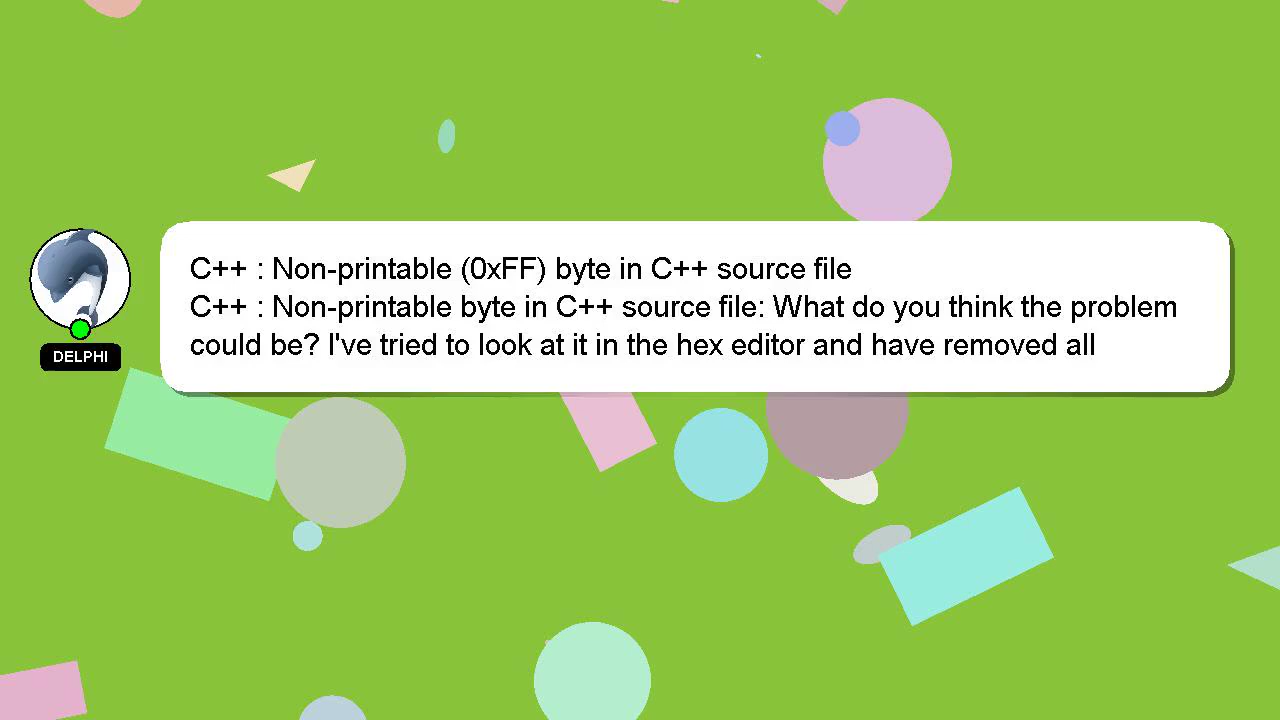 C++ : Non-printable (0xFF) byte in C++ source file
C++ : Non-printable byte in C++ source file: What do you think the problem
could be? I've tried to look at it in the hex editor and have removed all
DELPHI